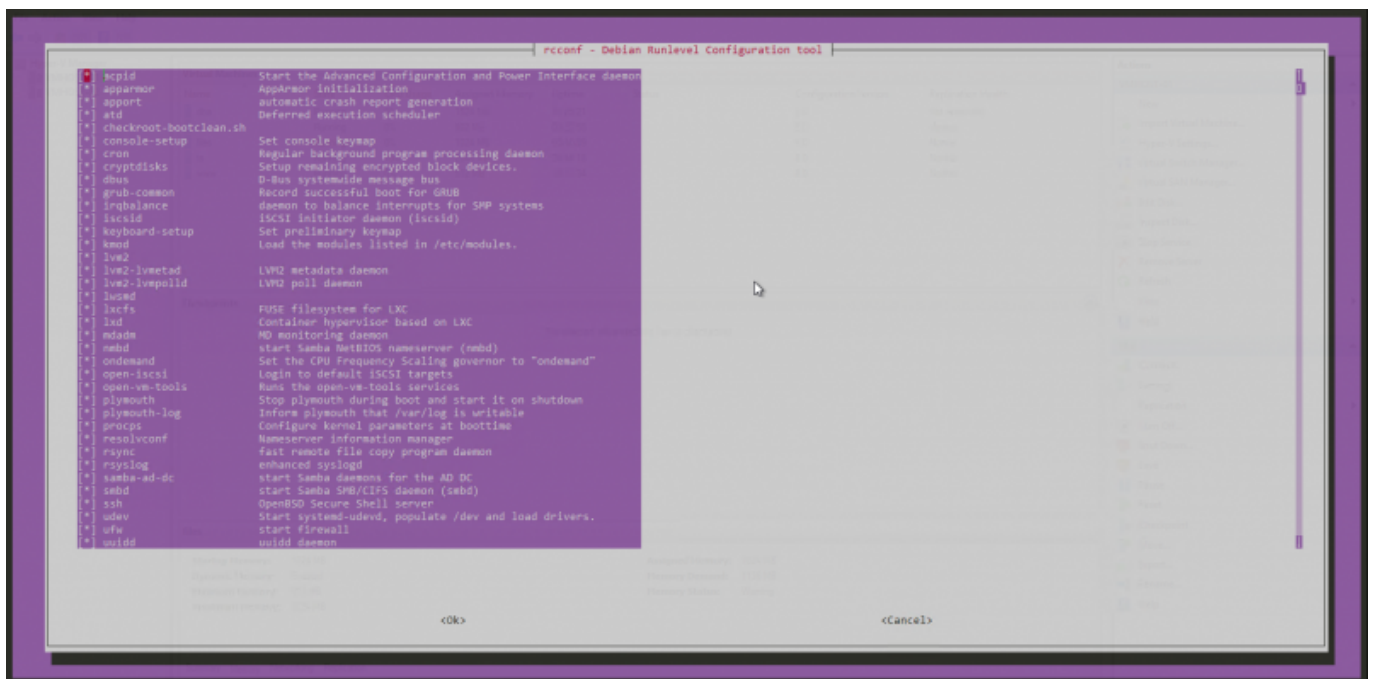 rcconf - Debian Runlevel Configuration tool
[*] acpid Start the Advanced Configuration and Power Interface daemon
[*] apparmor AppArmor initialization
[*] apport automatic crash report generation
[*] atd Deferred execution scheduler
[*] checkroot-bootclean.sh
[*] console-setup Set console keymap
[*] cron Regular background program processing daemon
[*] cryptdisks Setup remaining encrypted block devices.
[*] dbus D-Bus systemwide message bus
[*] grub-common Record successful boot for GRUB
[*] irqbalance daemon to balance interrupts for SMP systems
[*] iscsid iSCSI initiator daemon (iscsid)
[*] keyboard-setup Set preliminary keymap
[*] kmod Load the modules listed in /etc/modules.
[*] lvm2
[*] lvm2-lvmetad LVM2 metadata daemon
[*] lvm2-lvmpolld LVM2 poll daemon
[*] lwsmd
[*] lxcfs FUSE filesystem for LXC
[*] lxd Container hypervisor based on LXC
[*] mdadm MD monitoring daemon
[*] nmbd start Samba NetBIOS nameserver (nmbd)
[*] ondemand Set the CPU Frequency Scaling governor to "ondemand"
[*] open-iscsi Login to default iSCSI targets
[*] open-vm-tools Runs the open-vm-tools services
[*] plymouth Stop plymouth during boot and start it on shutdown
[*] plymouth-log Inform plymouth that /var/log is writable
[*] procps Configure kernel parameters at boottime
[*] resolvconf Nameserver information manager
[*] rsync fast remote file copy program daemon
[*] rsyslog enhanced syslogd
[*] samba-ad-dc start Samba daemons for the AD DC
[*] smbd start Samba SMB/CIFS daemon (smbd)
[*] ssh OpenBSD Secure Shell server
[*] udev Start systemd-udevd, populate /dev and load drivers.
[*] ufw start firewall
[*] uuidd uuidd daemon
<Ok> <Cancel>